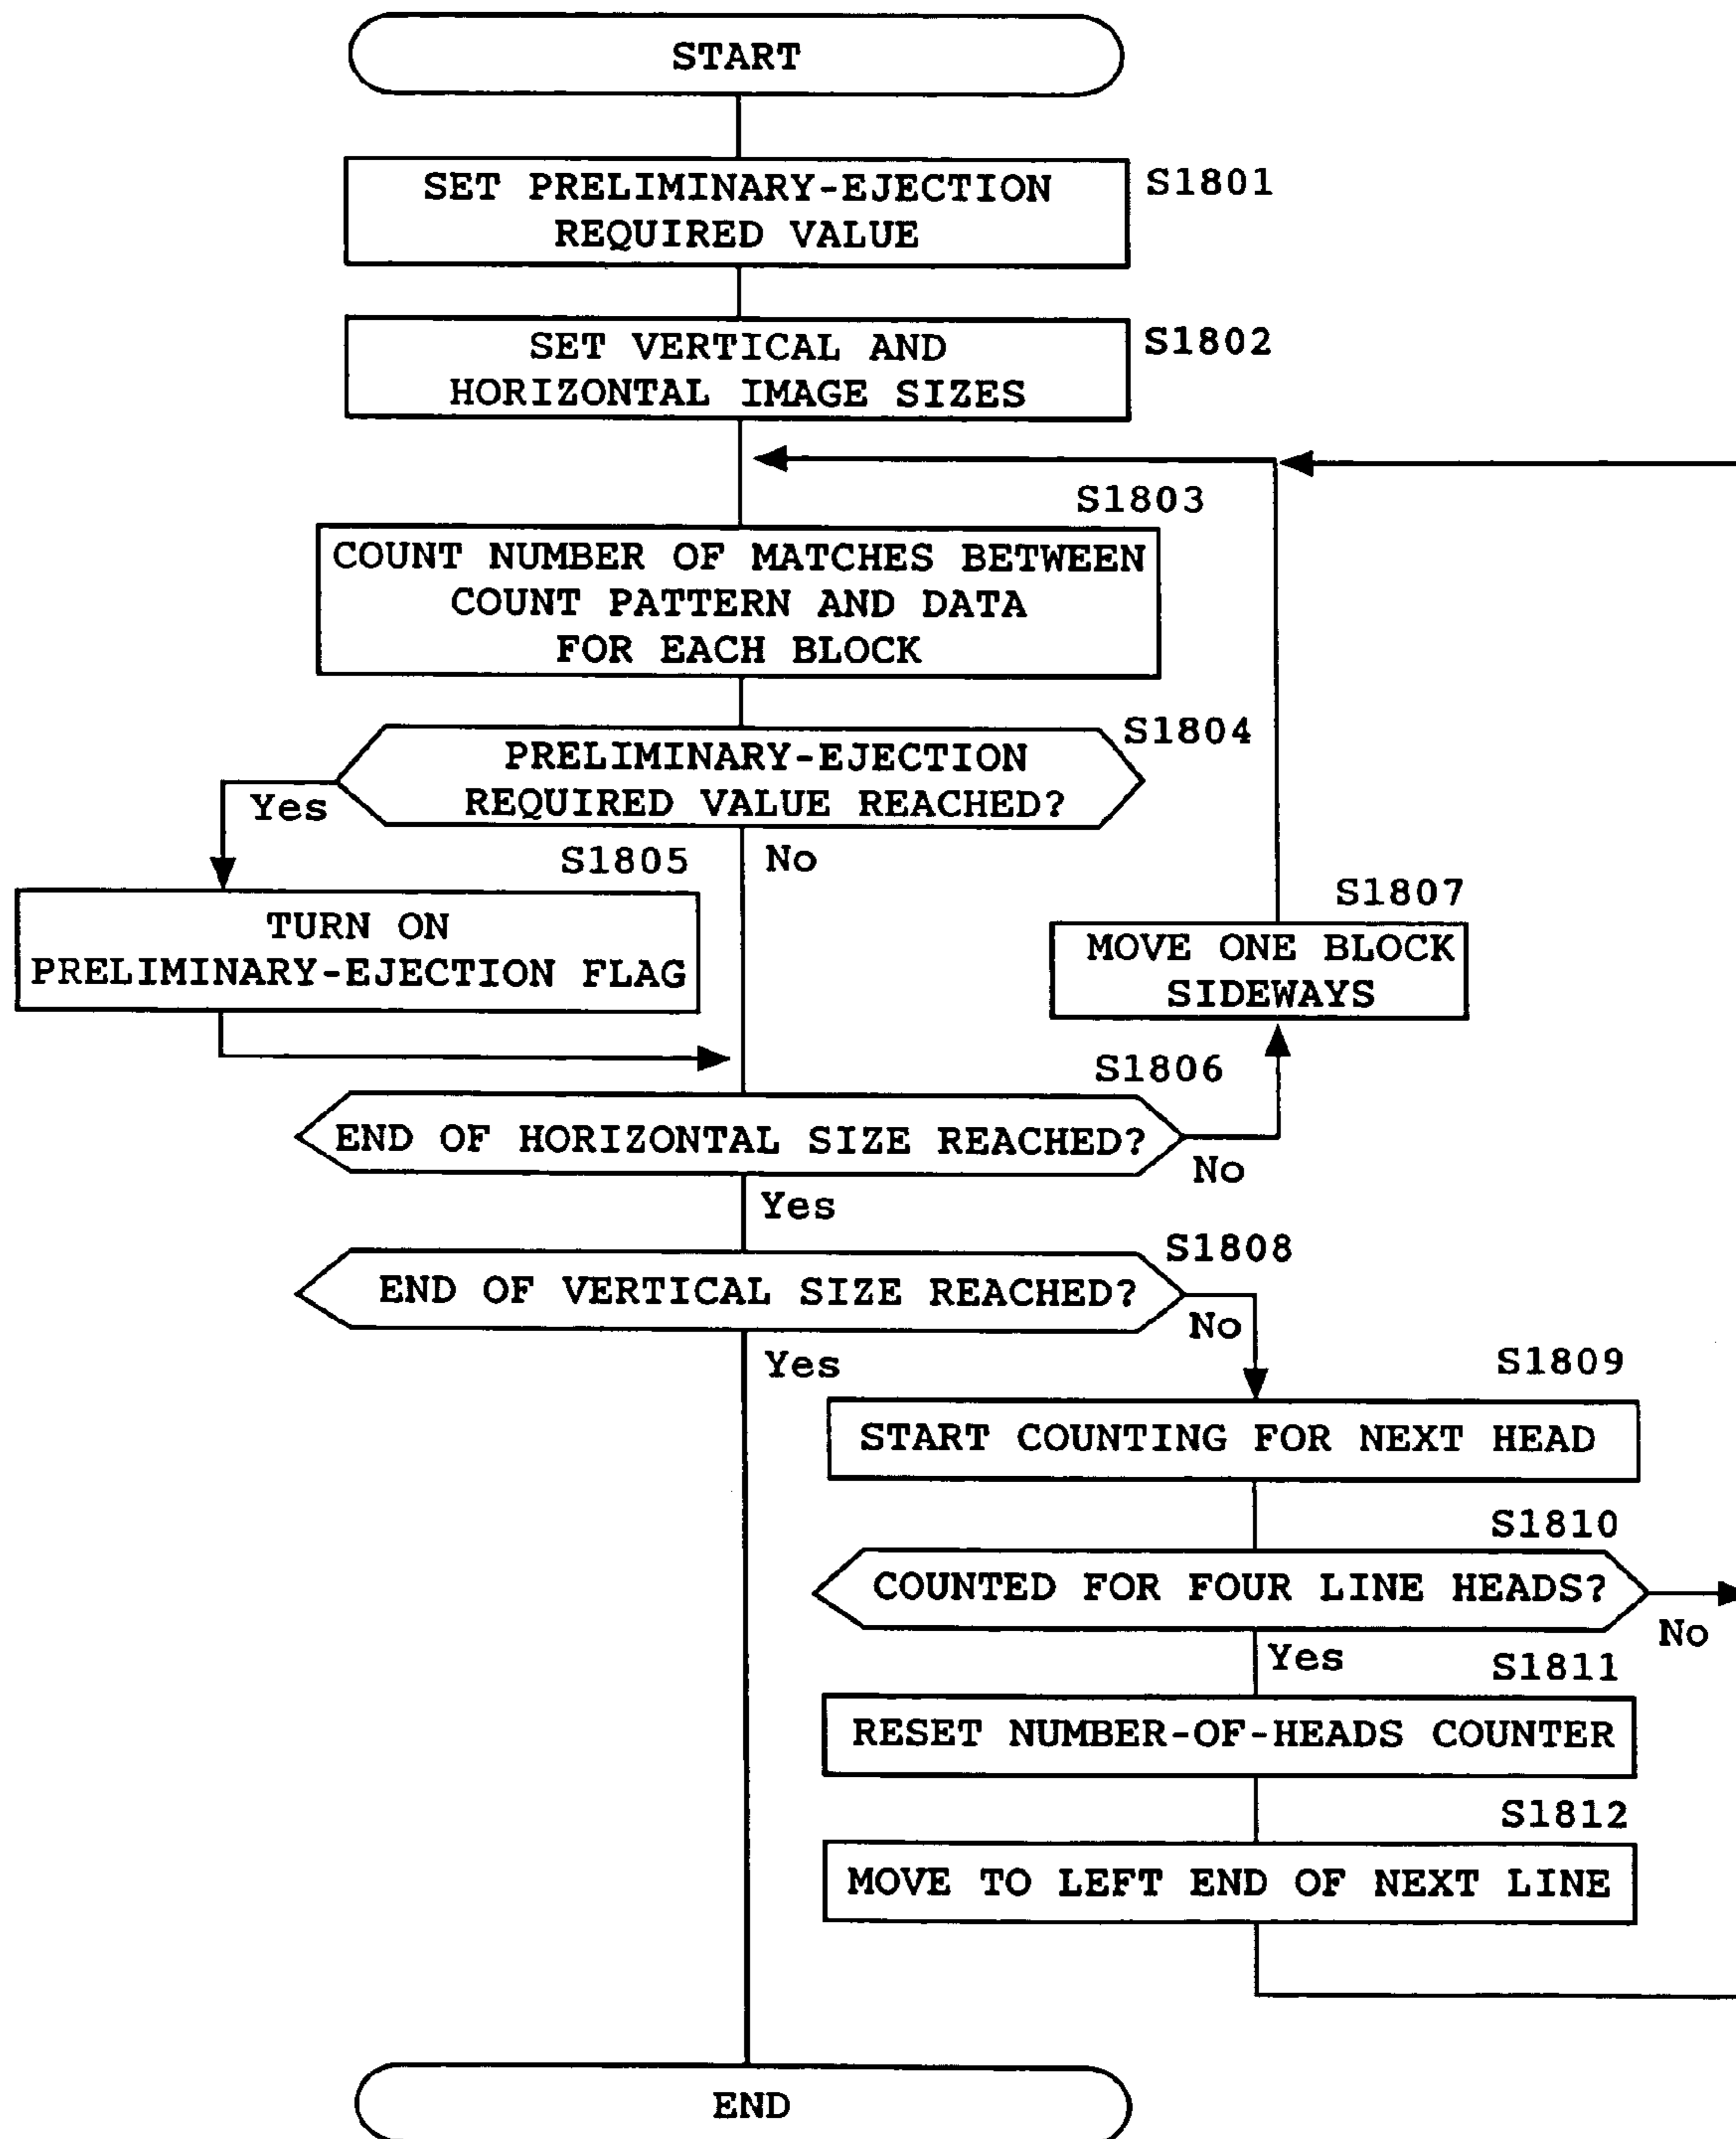 START
SET PRELIMINARY-EJECTION
REQUIRED VALUE
S1801
SET VERTICAL AND
HORIZONTAL IMAGE SIZES
S1802
S1803
COUNT NUMBER OF MATCHES BETWEEN
COUNT PATTERN AND DATA
FOR EACH BLOCK
S1804
PRELIMINARY-EJECTION
REQUIRED VALUE REACHED?
Yes
No
S1805
TURN ON
PRELIMINARY-EJECTION FLAG
S1807
MOVE ONE BLOCK
SIDEWAYS
S1806
END OF HORIZONTAL SIZE REACHED?
No
Yes
S1808
END OF VERTICAL SIZE REACHED?
No
Yes
S1809
START COUNTING FOR NEXT HEAD
S1810
COUNTED FOR FOUR LINE HEADS?
No
Yes
S1811
RESET NUMBER-OF-HEADS COUNTER
S1812
MOVE TO LEFT END OF NEXT LINE
END